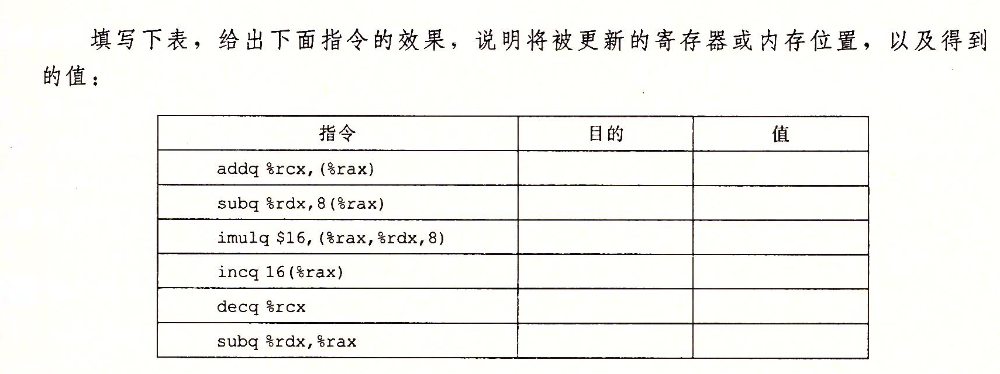 填写下表，给出下面指令的效果，说明将被更新的寄存器或内存位置，以及得到
的值：
指令 目的 值
addq %rcx,(%rax)
subq %rdx,8(%rax)
imulq $16,(%rax,%rdx,8)
incq 16(%rax)
decq %rcx
subq %rdx,%rax